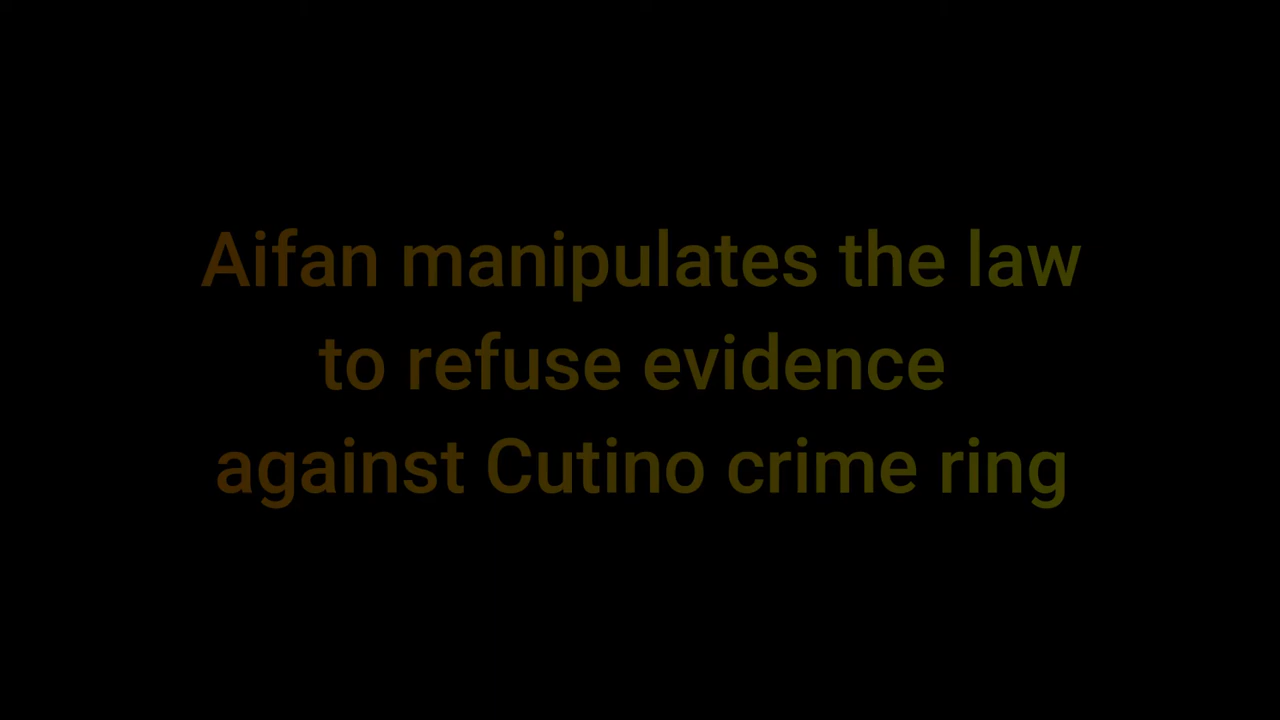 Aifan manipulates the law
to refuse evidence
against Cutino crime ring